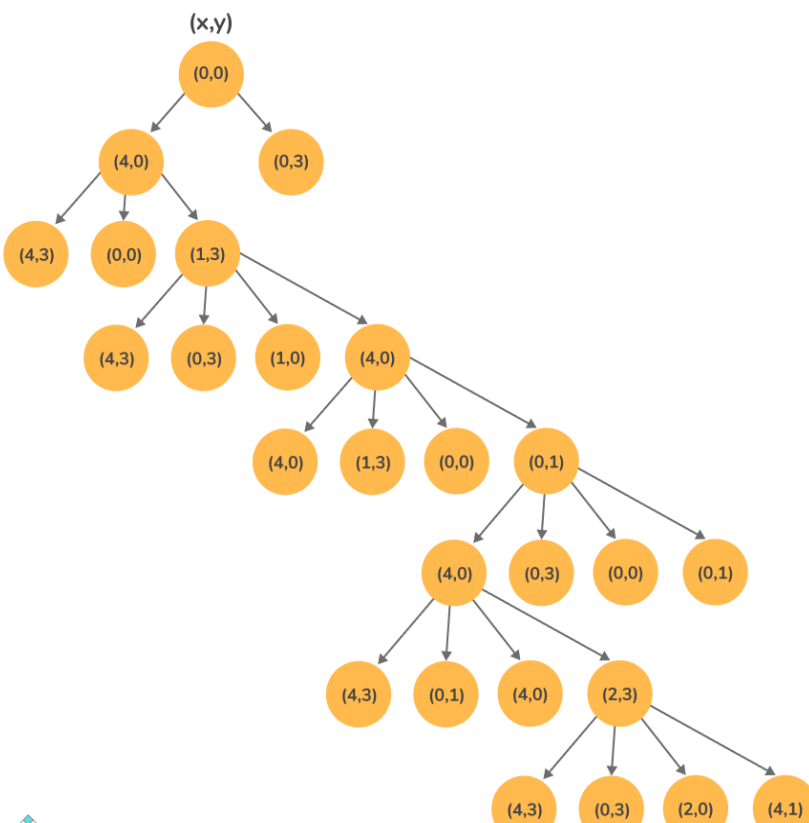 (x,y)
(0,0)
(4,0) (0,3)
(4,3) (0,0) (1,3)
(4,3) (0,3) (1,0) (4,0)
(4,0) (1,3) (0,0) (0,1)
(4,0) (0,3) (0,0) (0,1)
(4,3) (0,1) (4,0) (2,3)
(4,3) (0,3) (2,0) (4,1)